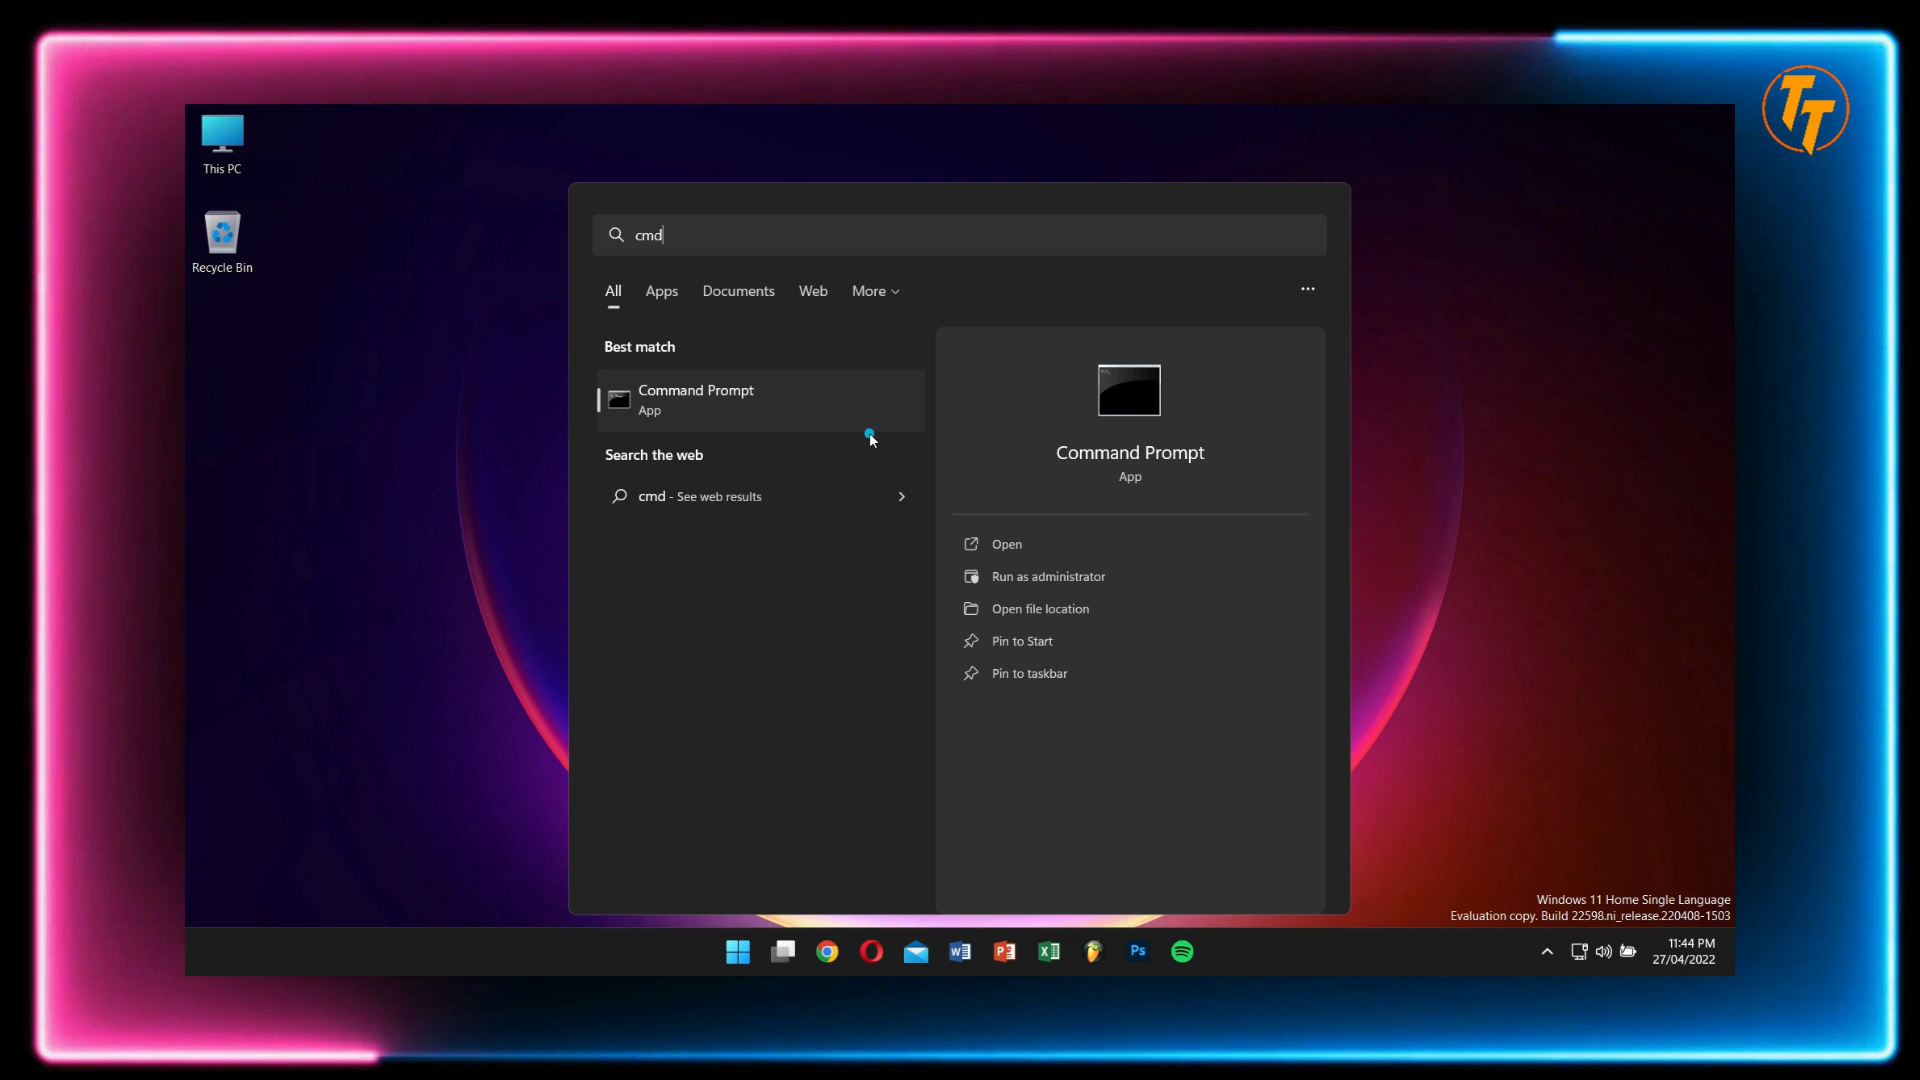 TT
This PC
Recycle Bin
cmd
All Apps Documents Web More
Best match
Command Prompt
App
Search the web
cmd - See web results
Command Prompt
App
Open
Run as administrator
Open file location
Pin to Start
Pin to taskbar
Windows 11 Home Single Language
Evaluation copy. Build 22598.ni_release.220408-1503
Ps
11:44 PM
27/04/2022